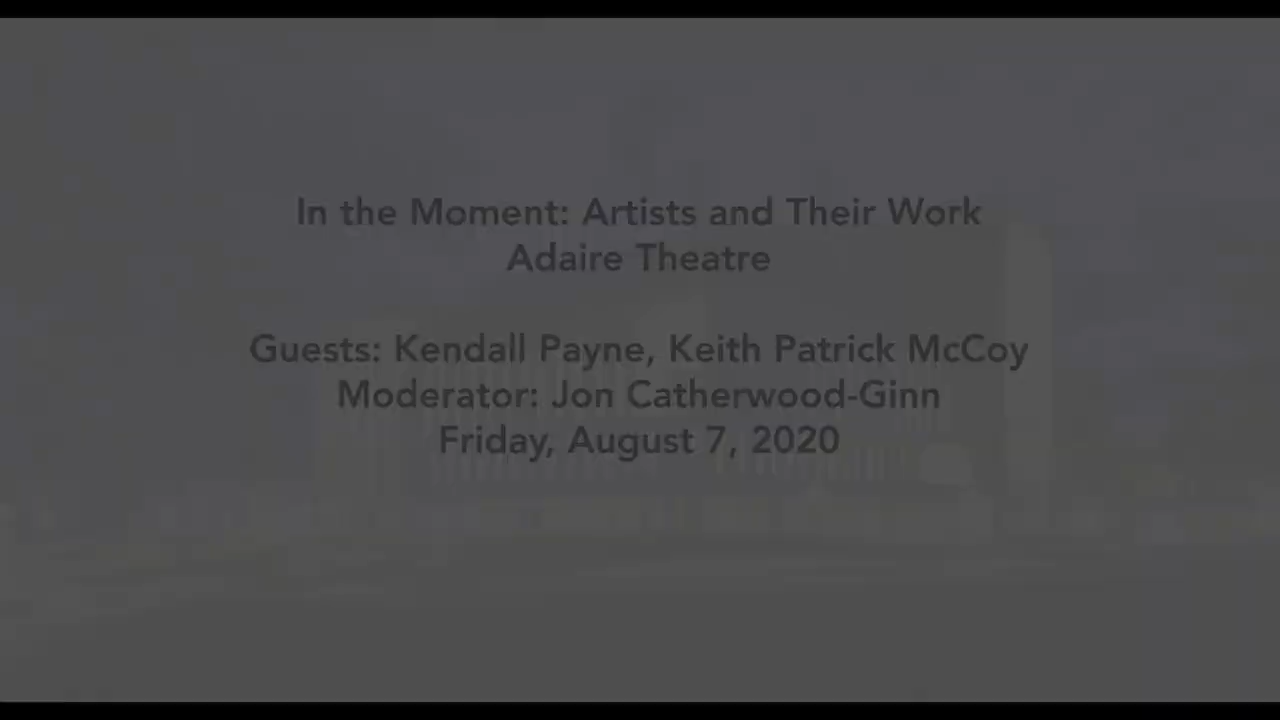 In the Moment: Artists and Their Work
Adaire Theatre
Guests: Kendall Payne, Keith Patrick McCoy
Moderator: Jon Catherwood-Ginn
Friday, August 7, 2020